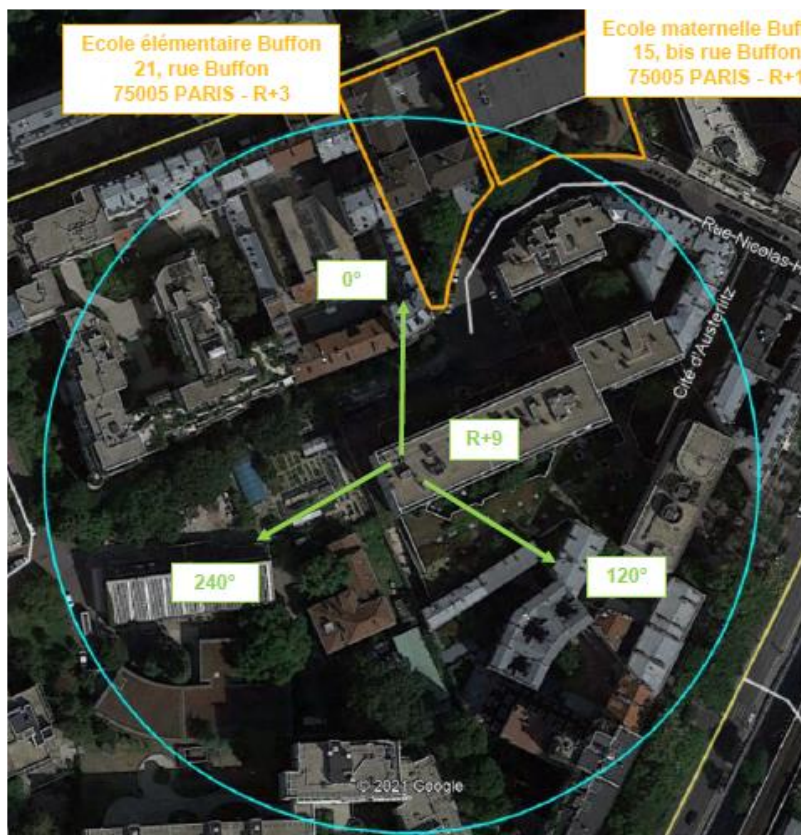 Ecole élémentaire Buffon
21, rue Buffon
75005 PARIS - R+3
Ecole maternelle Buff
15, bis rue Buffon
75005 PARIS - R+1
Rue Nicolas-H
0°
Cité d'Austerlitz
R+9
240°
120°
© 2021 Google